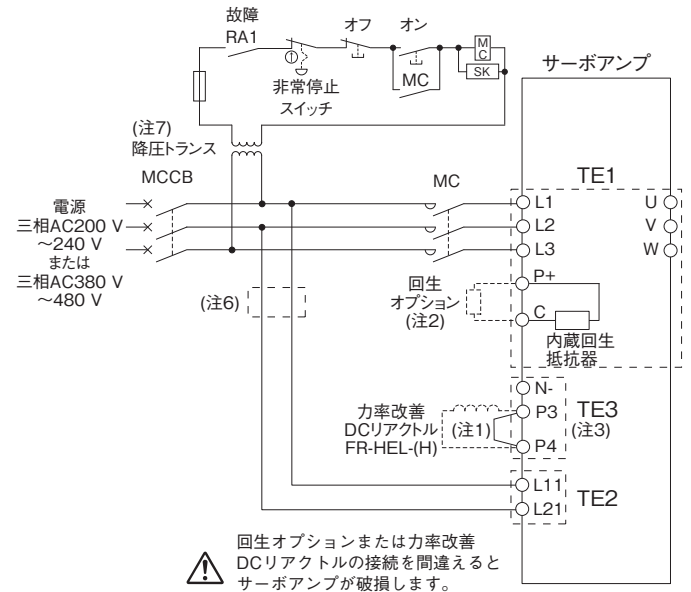 故障
RA1
オフ
オン
①
非常停止
スイッチ
MC
MC
SK
サーボアンプ
(注7)
降圧トランス
MCCB
MC
TE1
電源
三相AC200 V
～240 V
または
三相AC380 V
～480 V
L1
L2
L3
U
V
W
(注6)
回生
オプション
(注2)
P+
C
内蔵回生
抵抗器
力率改善
DCリアクトル
FR-HEL-(H)
(注1)
N-
P3
P4
TE3
(注3)
L11
L21
TE2
回生オプションまたは力率改善
DCリアクトルの接続を間違えると
サーボアンプが破損します。